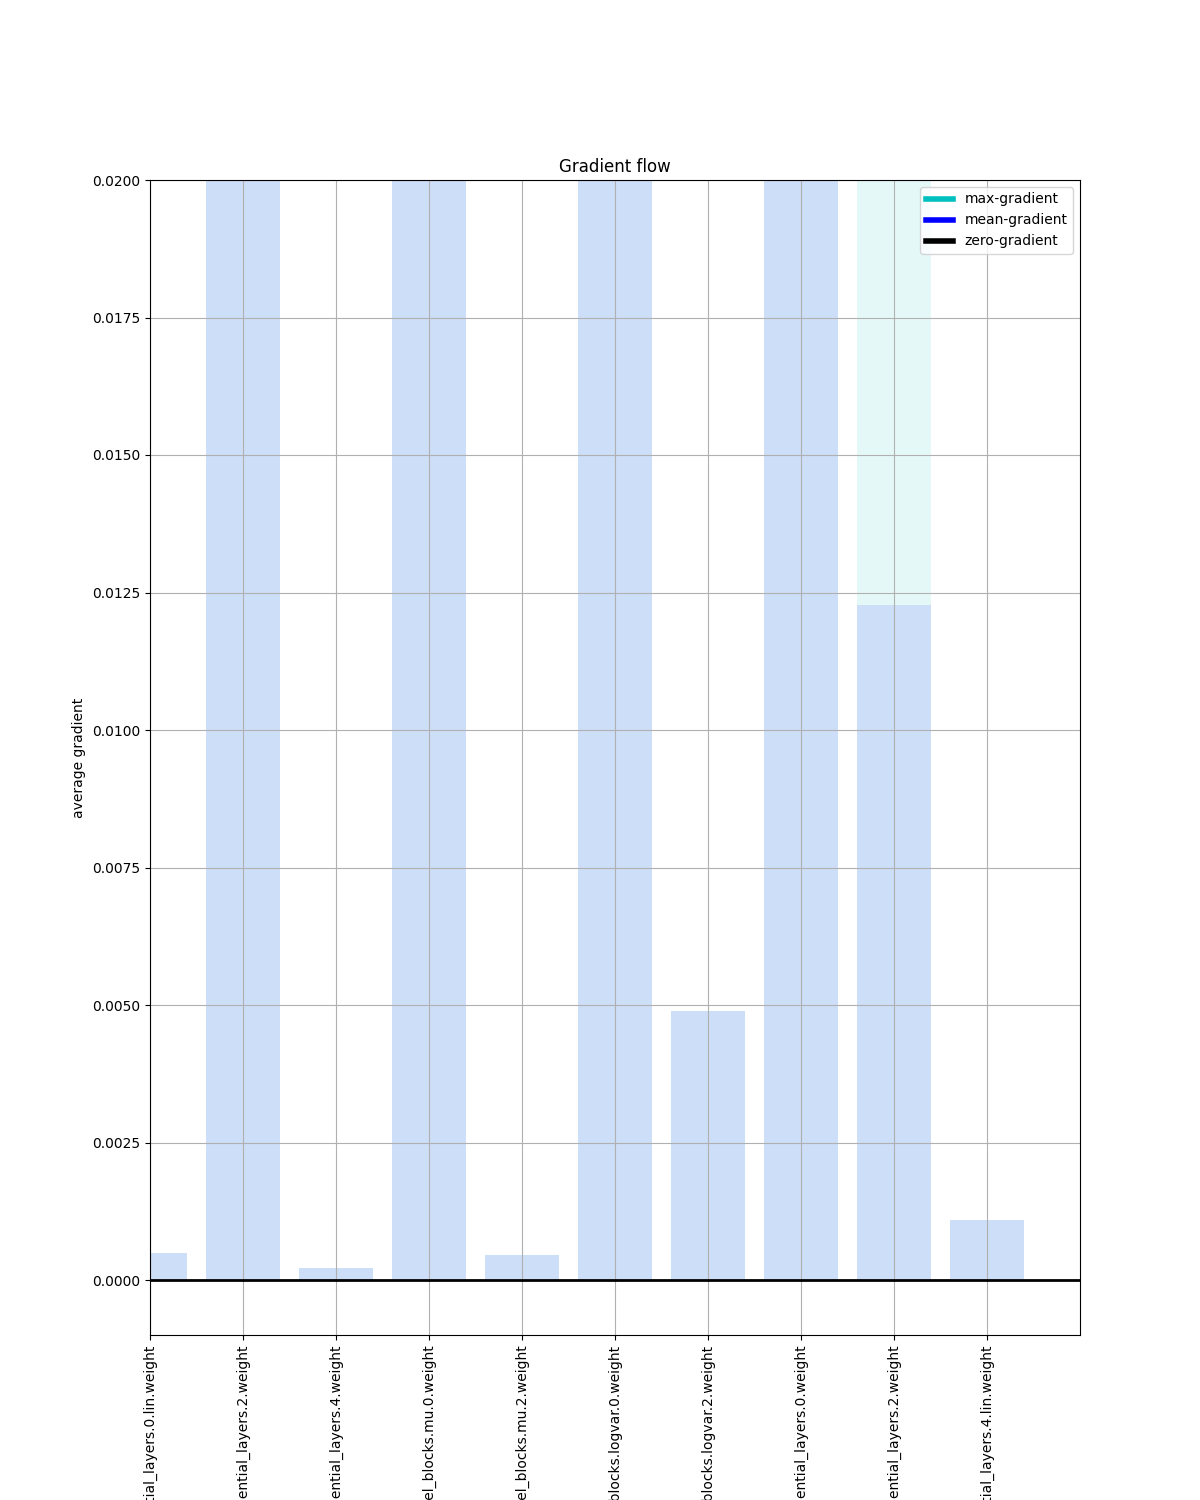 Gradient flow
max-gradient
mean-gradient
zero-gradient
average gradient
0.0200
0.0175
0.0150
0.0125
0.0100
0.0075
0.0050
0.0025
0.0000
tial_layers.0.lin.weight
ential_layers.2.weight
ential_layers.4.weight
el_blocks.mu.0.weight
el_blocks.mu.2.weight
blocks.logvar.0.weight
blocks.logvar.2.weight
ential_layers.0.weight
ential_layers.2.weight
tial_layers.4.lin.weight